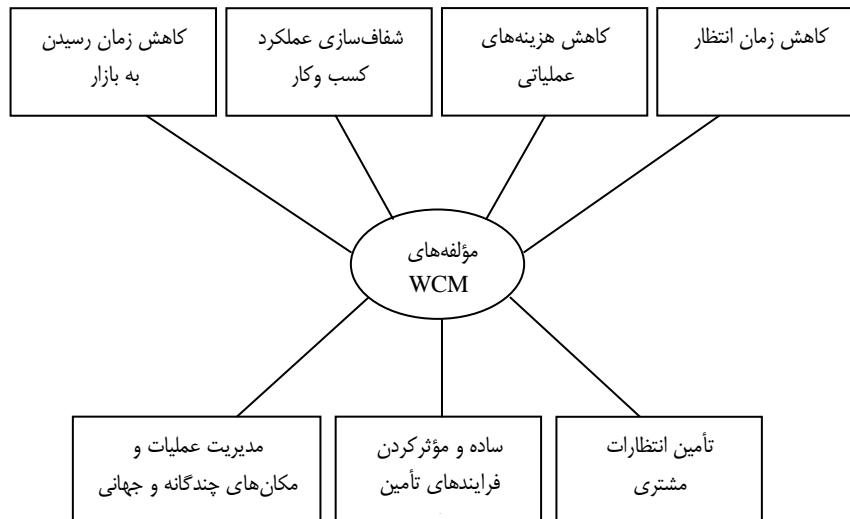 کاهش زمان انتظار
کاهش هزینه‌های
عملیاتی
شفاف‌سازی عملکرد
کسب وکار
کاهش زمان رسیدن
به بازار
مؤلفه‌های
WCM
تأمین انتظارات
مشتری
ساده و مؤثرکردن
فرایندهای تأمین
مدیریت عملیات و
مکان‌های چندگانه و جهانی